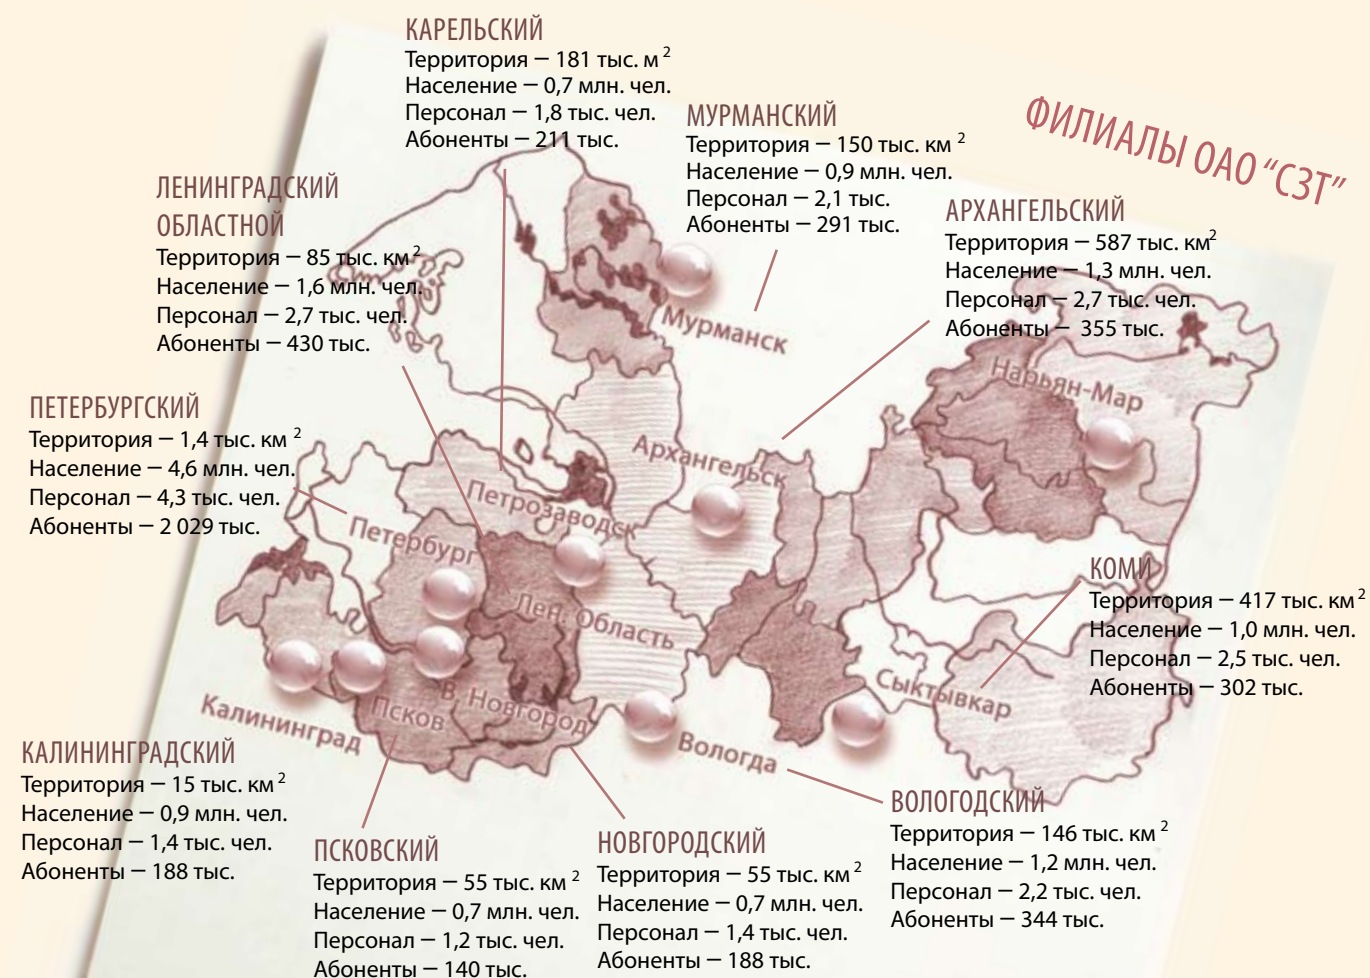 КАРЕЛЬСКИЙ
Территория – 181 тыс. м 2
Население – 0,7 млн. чел.
Персонал – 1,8 тыс. чел.
Абоненты – 211 тыс.
МУРМАНСКИЙ
Территория – 150 тыс. км 2
Население – 0,9 млн. чел.
Персонал – 2,1 тыс.
Абоненты – 291 тыс.
ФИЛИАЛЫ ОАО "СЗТ"
ЛЕНИНГРАДСКИЙ
ОБЛАСТНОЙ
Территория – 85 тыс. км 2
Население – 1,6 млн. чел.
Персонал – 2,7 тыс. чел.
Абоненты – 430 тыс.
АРХАНГЕЛЬСКИЙ
Территория – 587 тыс. км2
Население – 1,3 млн. чел.
Персонал – 2,7 тыс. чел.
Абоненты – 355 тыс.
Мурманск
Нарьян-Мар
ПЕТЕРБУРГСКИЙ
Территория – 1,4 тыс. км 2
Население – 4,6 млн. чел.
Персонал – 4,3 тыс. чел.
Абоненты – 2 029 тыс.
Архангельск
Петрозаводск
Петербург
Лен. Область
КОМИ
Территория – 417 тыс. км 2
Население – 1,0 млн. чел.
Персонал – 2,5 тыс. чел.
Абоненты – 302 тыс.
Сыктывкар
В. Новгород
Псков
Калининград
Вологда
КАЛИНИНГРАДСКИЙ
Территория – 15 тыс. км 2
Население – 0,9 млн. чел.
Персонал – 1,4 тыс. чел.
Абоненты – 188 тыс.
ПСКОВСКИЙ
Территория – 55 тыс. км 2
Население – 0,7 млн. чел.
Персонал – 1,2 тыс. чел.
Абоненты – 140 тыс.
НОВГОРОДСКИЙ
Территория – 55 тыс. км 2
Население – 0,7 млн. чел.
Персонал – 1,4 тыс. чел.
Абоненты – 188 тыс.
ВОЛОГОДСКИЙ
Территория – 146 тыс. км 2
Население – 1,2 млн. чел.
Персонал – 2,2 тыс. чел.
Абоненты – 344 тыс.